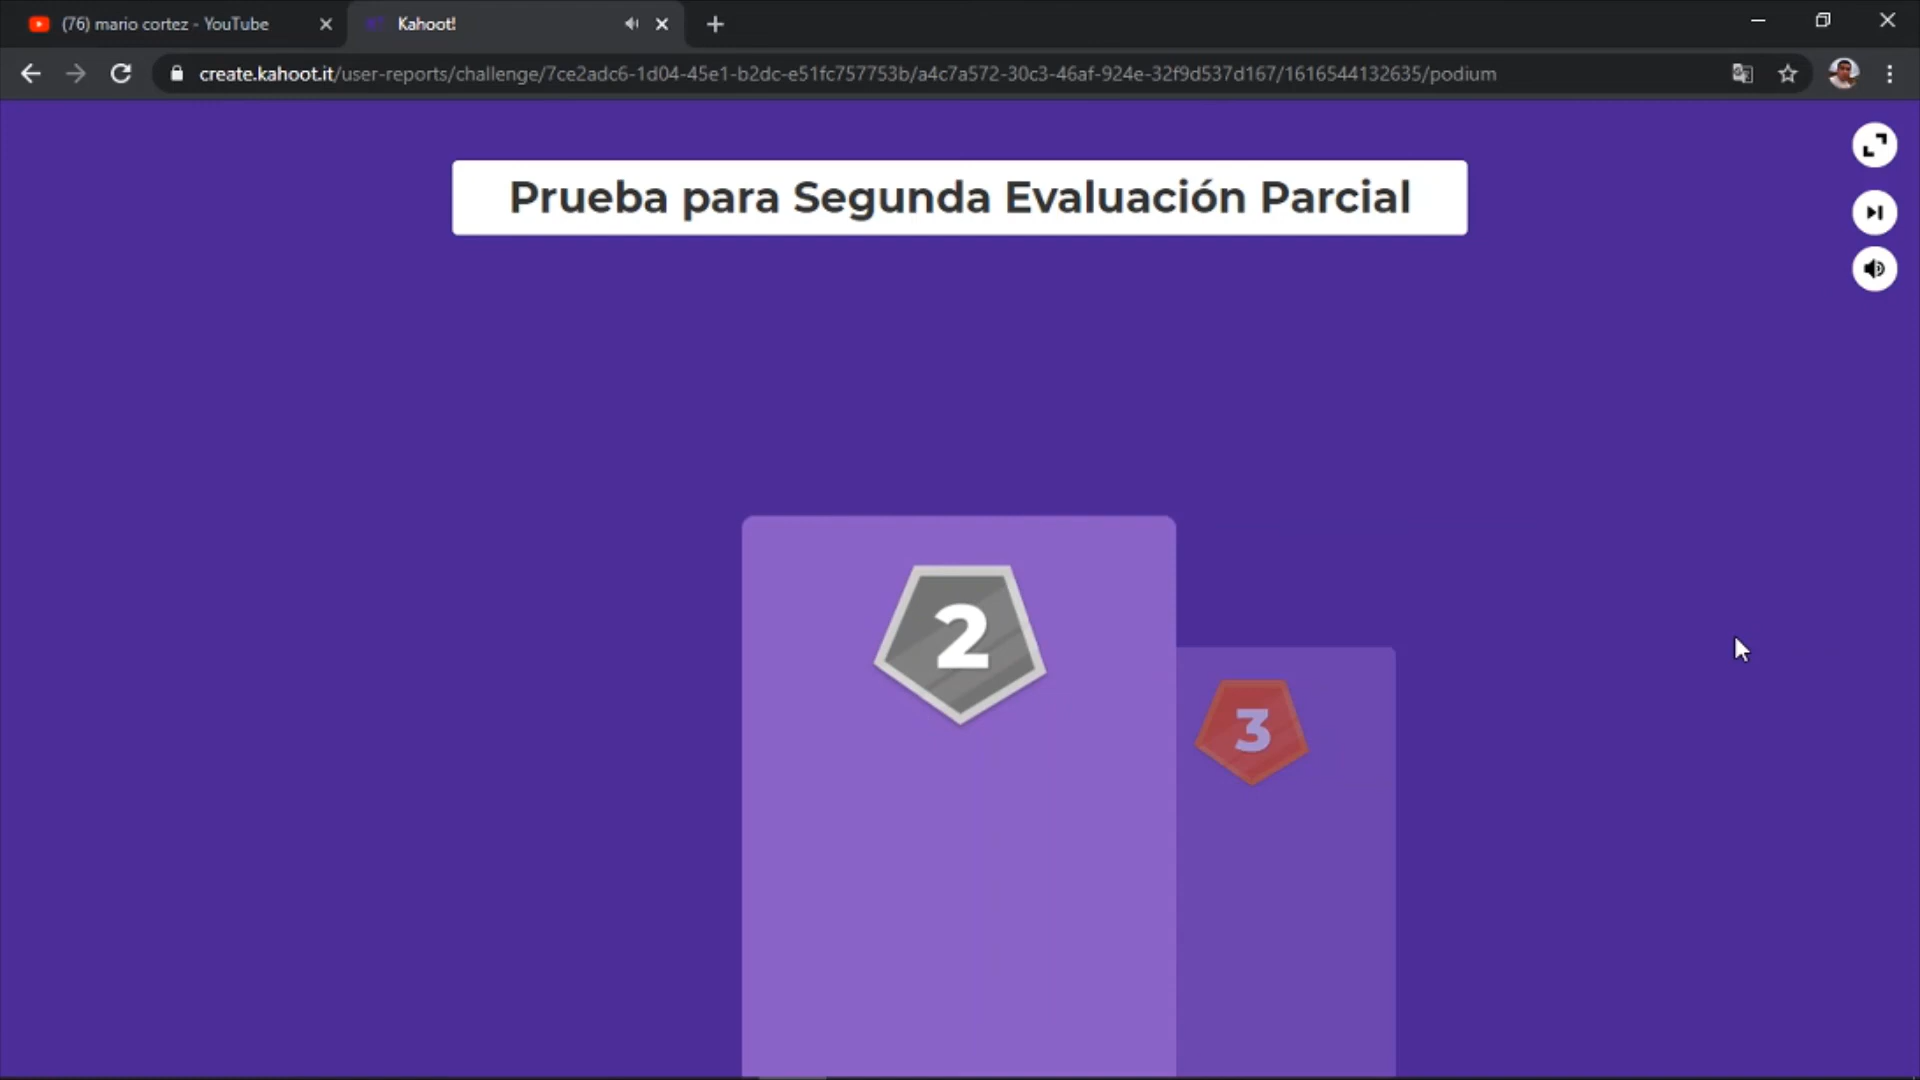 (76) mario cortez - YouTube
Kahoot!
create.kahoot.it/user-reports/challenge/7ce2adc6-1d04-45e1-b2dc-e51fc757753b/a4c7a572-30c3-46af-924e-32f9d537d167/1616544132635/podium
Prueba para Segunda Evaluación Parcial
2
3